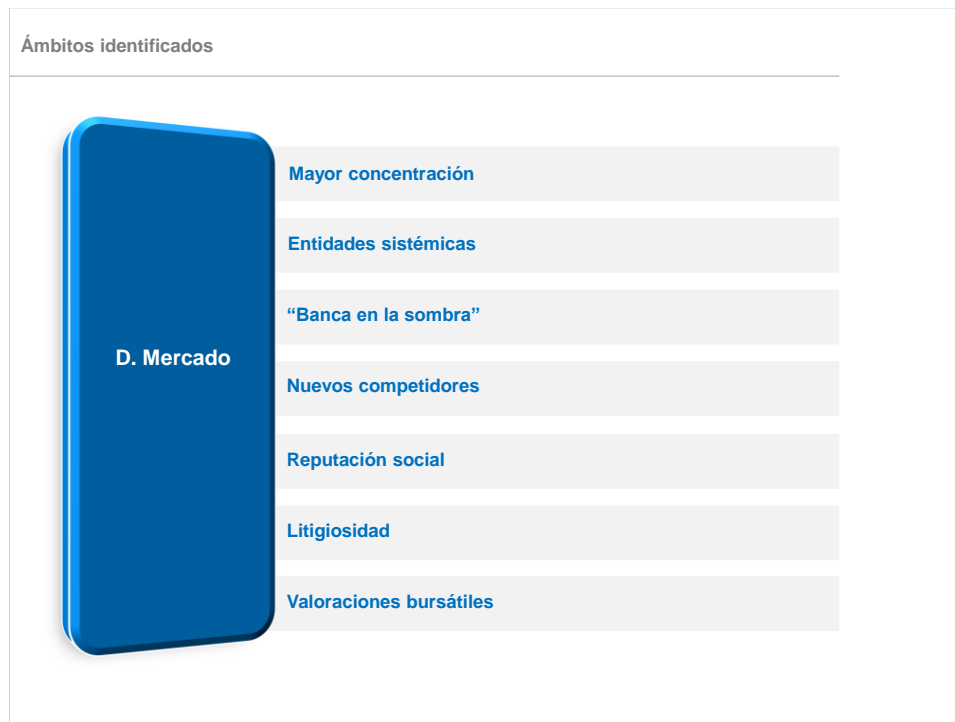 Ámbitos identificados
D. Mercado
Mayor concentración
Entidades sistémicas
“Banca en la sombra”
Nuevos competidores
Reputación social
Litigiosidad
Valoraciones bursátiles